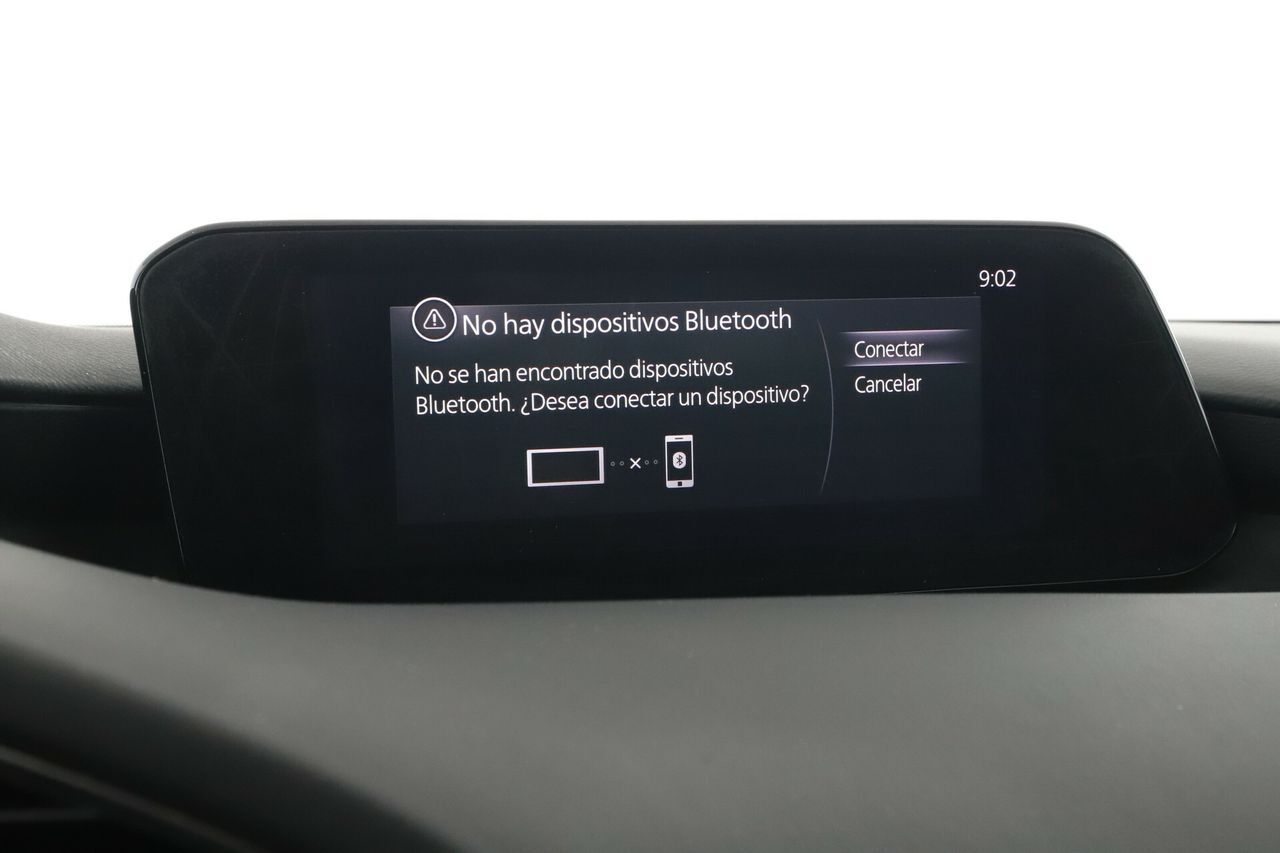 9:02
No hay dispositivos Bluetooth
No se han encontrado dispositivos
Bluetooth. ¿Desea conectar un dispositivo?
Conectar
Cancelar